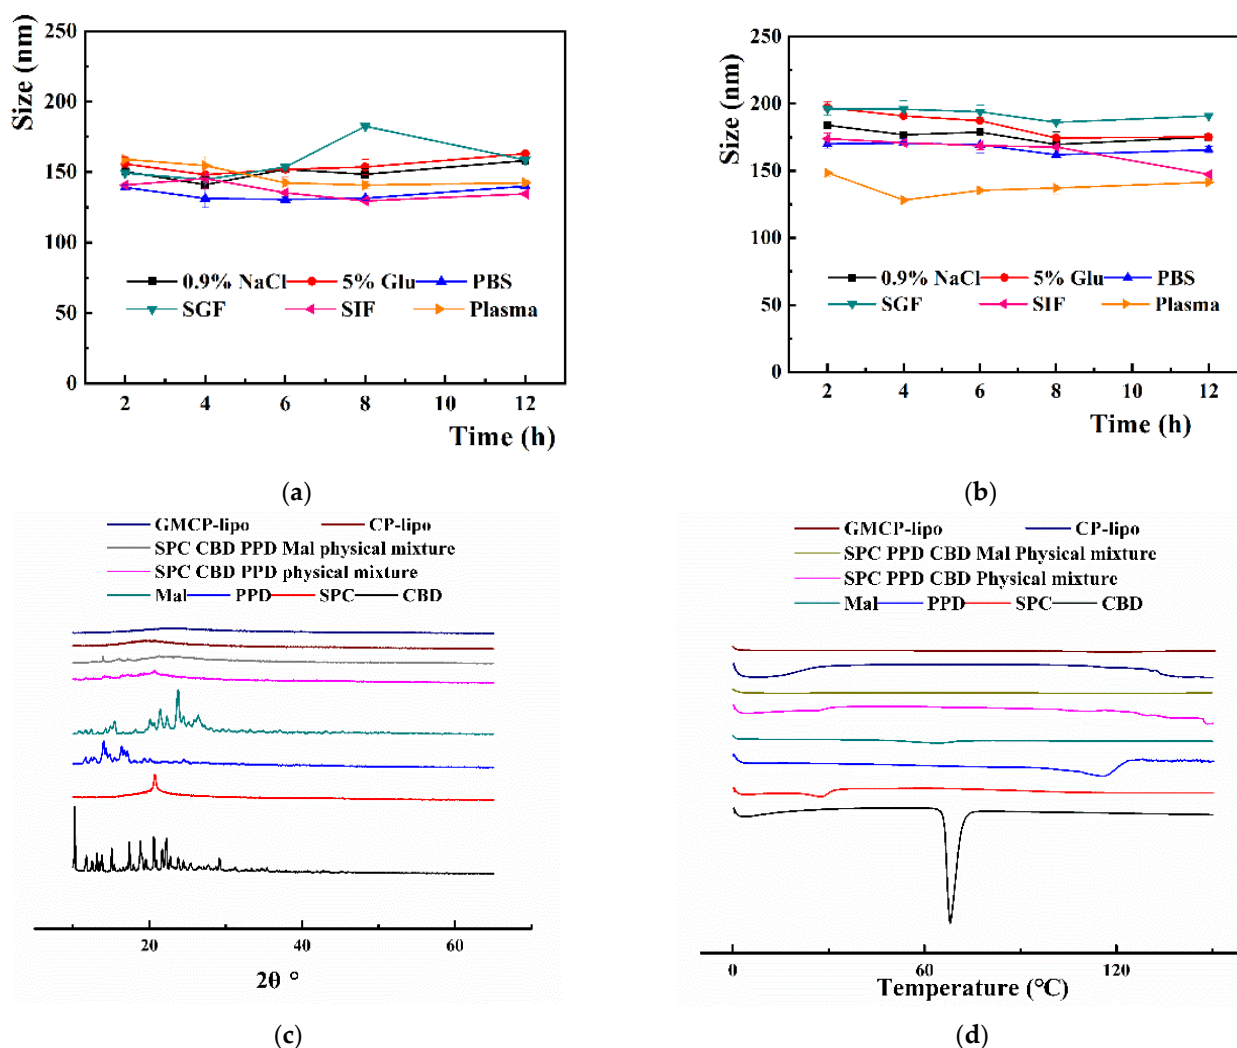 250
200
150
100
50
0
Size (nm)
0.9% NaCl 5% Glu PBS
SGF SIF Plasma
2 4 6 8 10 12
Time (h)
(a)
250
200
150
100
50
0
Size (nm)
0.9% NaCl 5% Glu PBS
SGF SIF Plasma
2 4 6 8 10 12
Time (h)
(b)
GMCP-lipo CP-lipo
SPC CBD PPD Mal physical mixture
SPC CBD PPD physical mixture
Mal PPD SPC CBD
20 40 60
2θ °
(c)
GMCP-lipo CP-lipo
SPC PPD CBD Mal Physical mixture
SPC PPD CBD Physical mixture
Mal PPD SPC CBD
0 60 120
Temperature (°C)
(d)